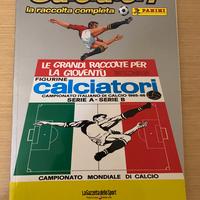 la raccolta completa
PANINI
LE GRANDI RACCOLTE PER
LA GIOVENTÙ
FIGURINE
calciatori
CAMPIONATO ITALIANO DI CALCIO 1965-66
SERIE A - SERIE B
CAMPIONATO MONDIALE DI CALCIO
La Gazzetta dello Sport